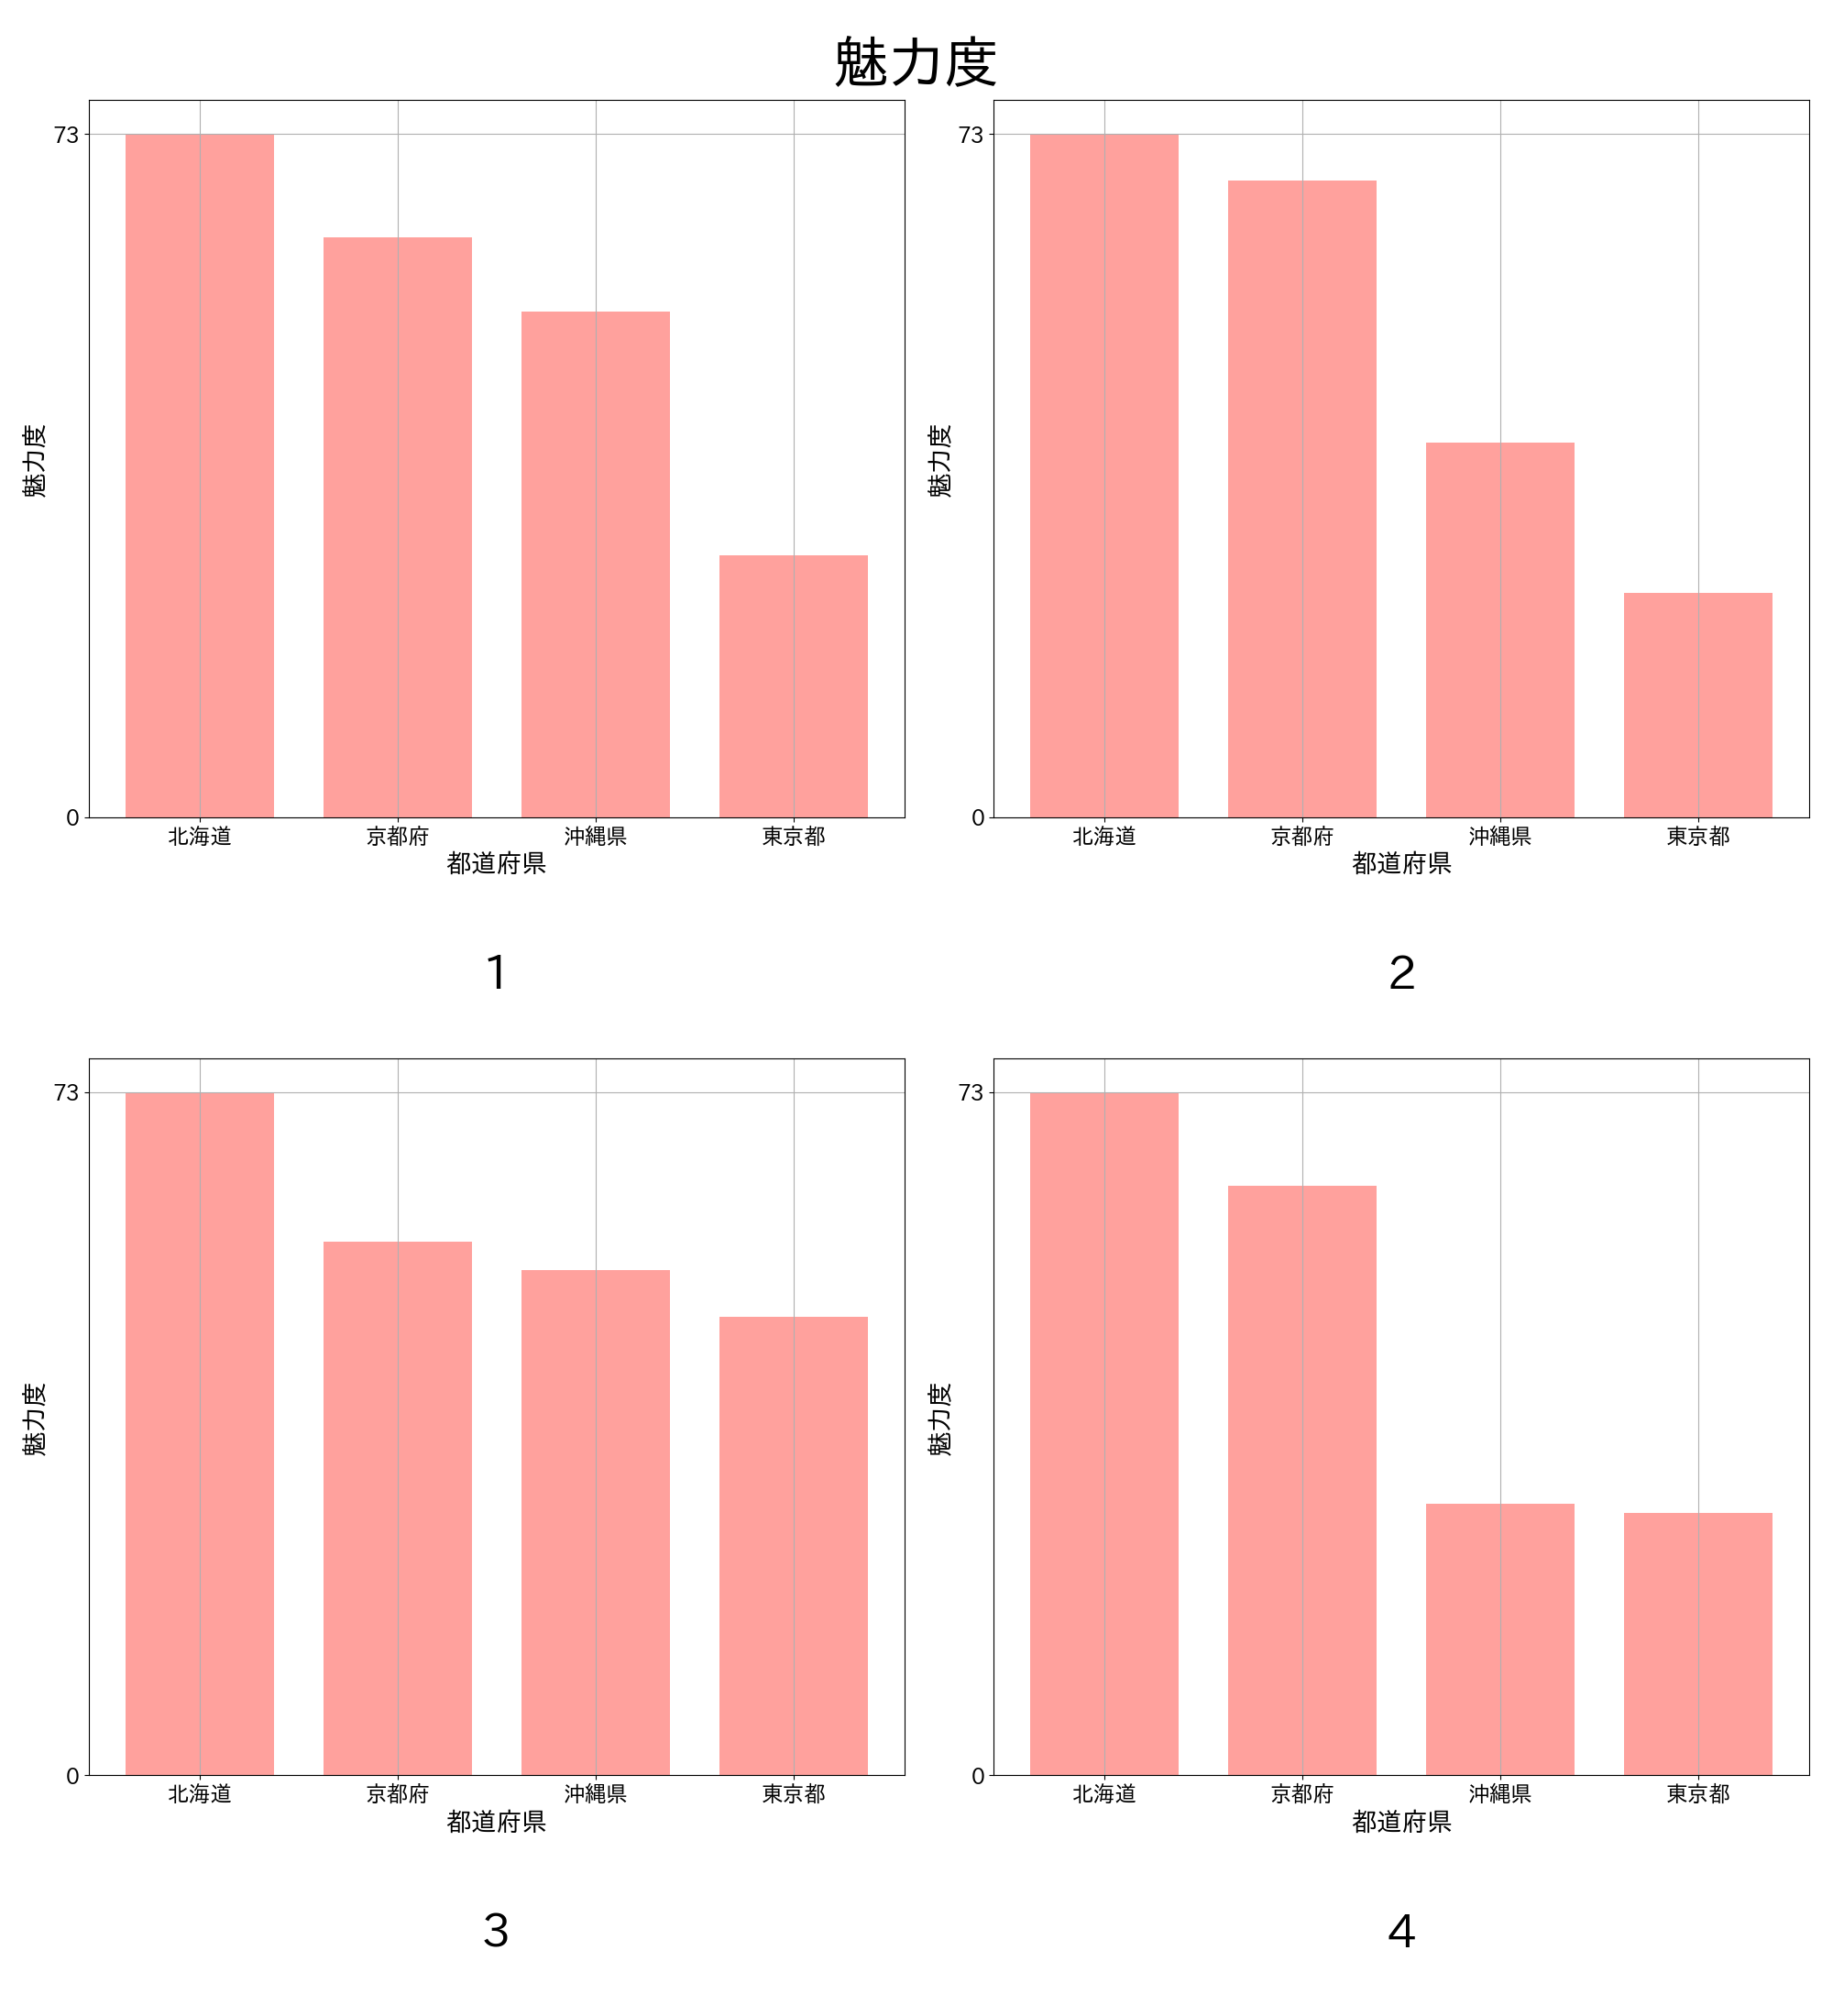 魅力度
73
0
魅力度
北海道 京都府 沖縄県 東京都
都道府県
1
73
0
魅力度
北海道 京都府 沖縄県 東京都
都道府県
2
73
0
魅力度
北海道 京都府 沖縄県 東京都
都道府県
3
73
0
魅力度
北海道 京都府 沖縄県 東京都
都道府県
4